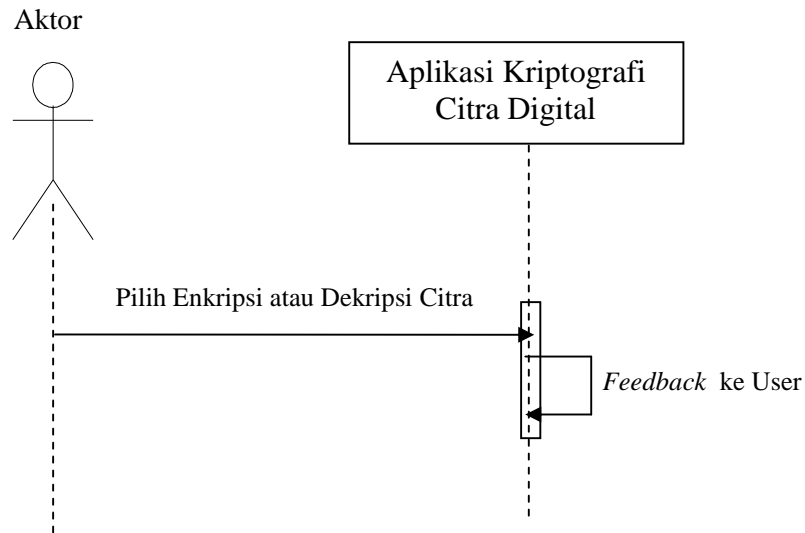 Aktor
Aplikasi Kriptografi
Citra Digital
Pilih Enkripsi atau Dekripsi Citra
Feedback ke User